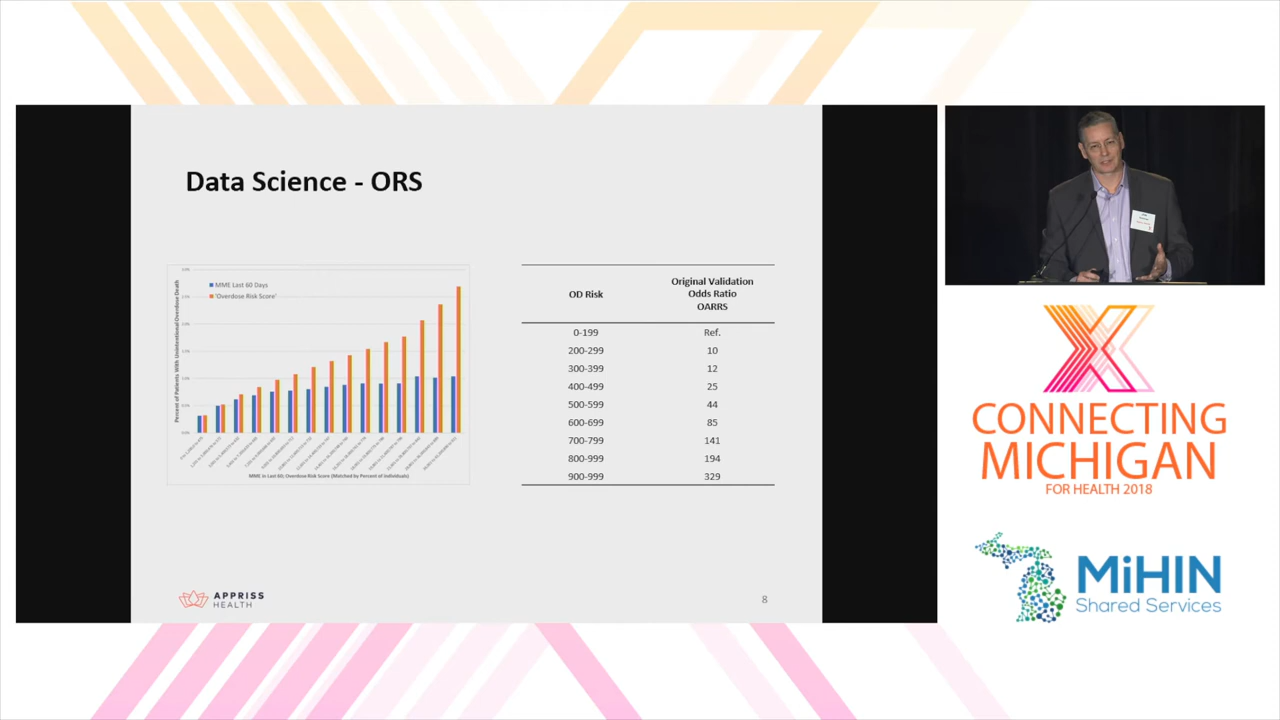 Data Science - ORS
MME Last 60 Days
'Overdose Risk Score'
Percent of Patients With Unintentional Overdose Death
MME in Last 60/ Overdose Risk Score (Matched by Percent of Individuals)
OD Risk
Original Validation
Odds Ratio
OARRS
0-199 Ref.
200-299 10
300-399 12
400-499 25
500-599 44
600-699 85
700-799 141
800-999 194
900-999 329
APPRISS
HEALTH
8
CONNECTING
MICHIGAN
FOR HEALTH 2018
MiHIN
Shared Services